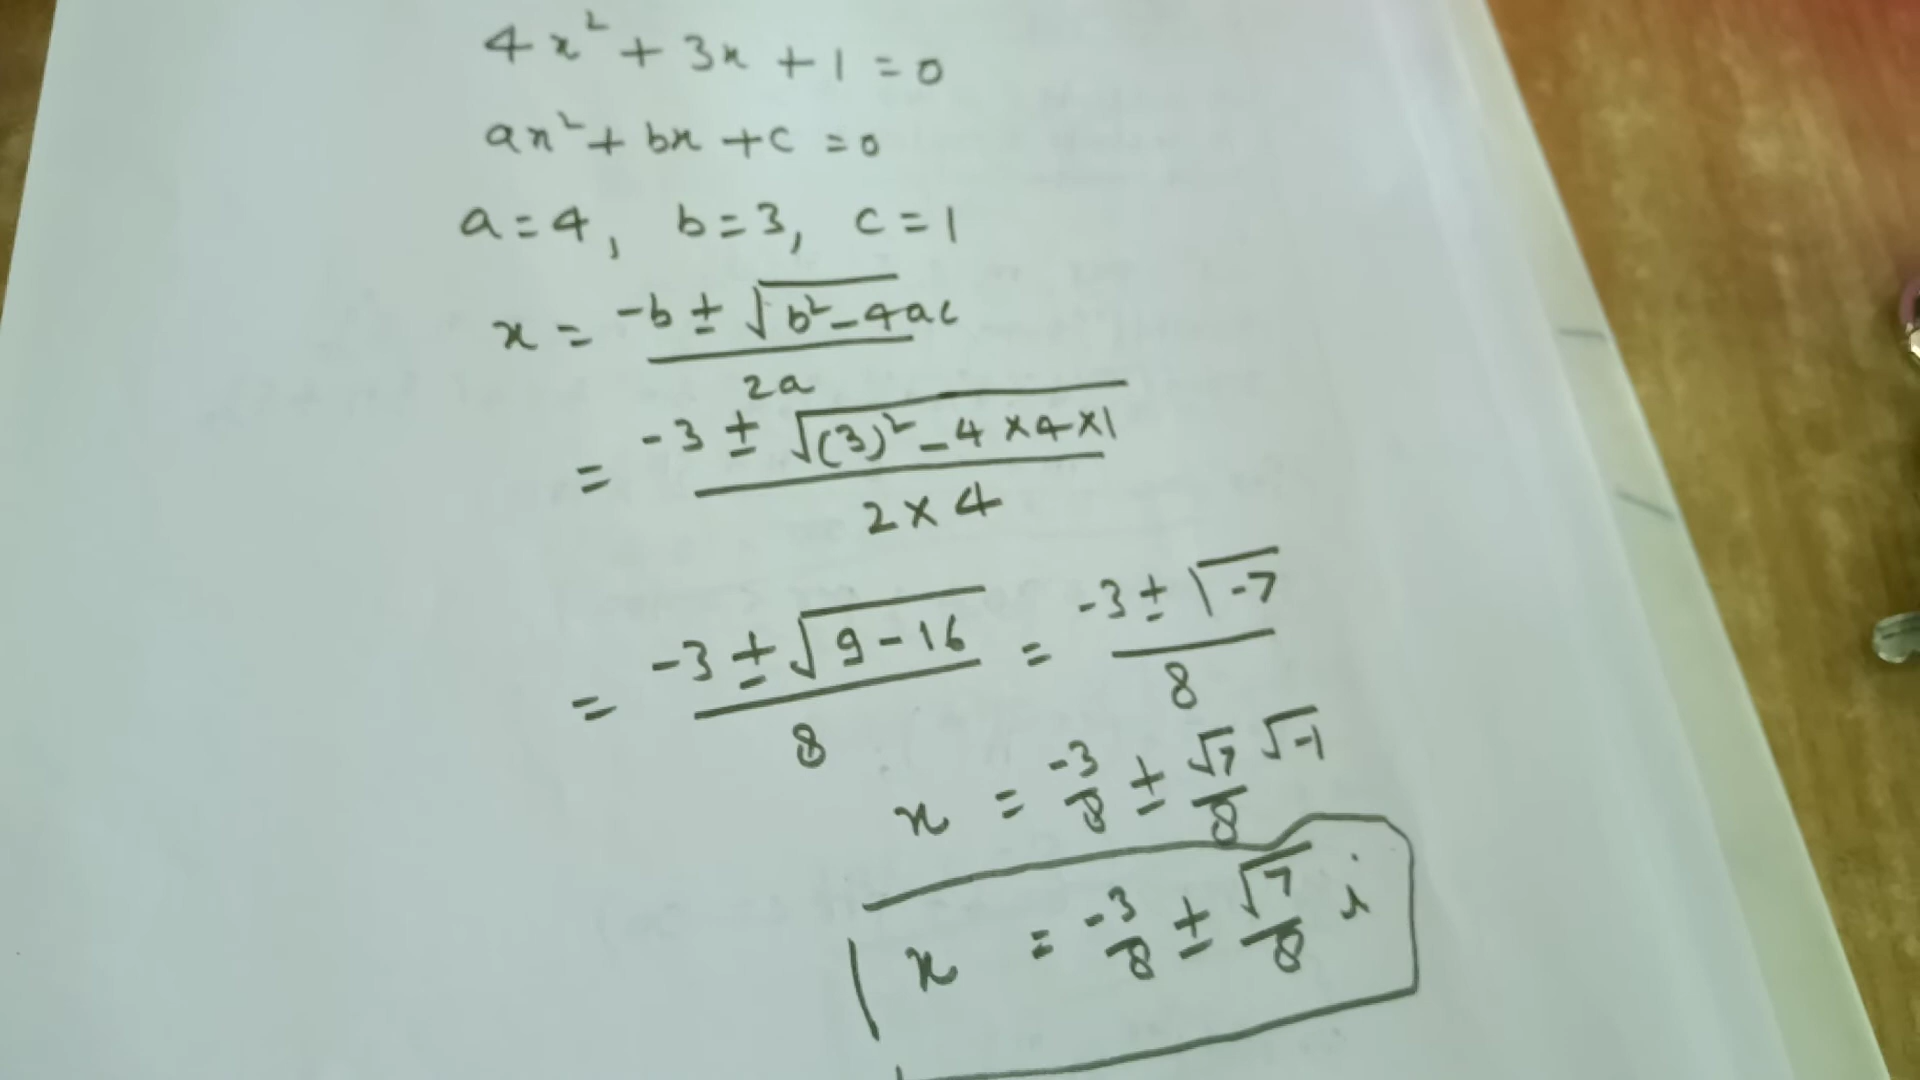 4x² + 3x + 1 = 0
ax² + bx + c = 0
a = 4, b = 3, c = 1
x = (-b ± √(b² - 4ac)) / 2a
= (-3 ± √((3)² - 4 × 4 × 1)) / (2 × 4)
= (-3 ± √(9 - 16)) / 8 = (-3 ± √-7) / 8
x = -3/8 ± √7/8 √-1
x = -3/8 ± √7/8 i